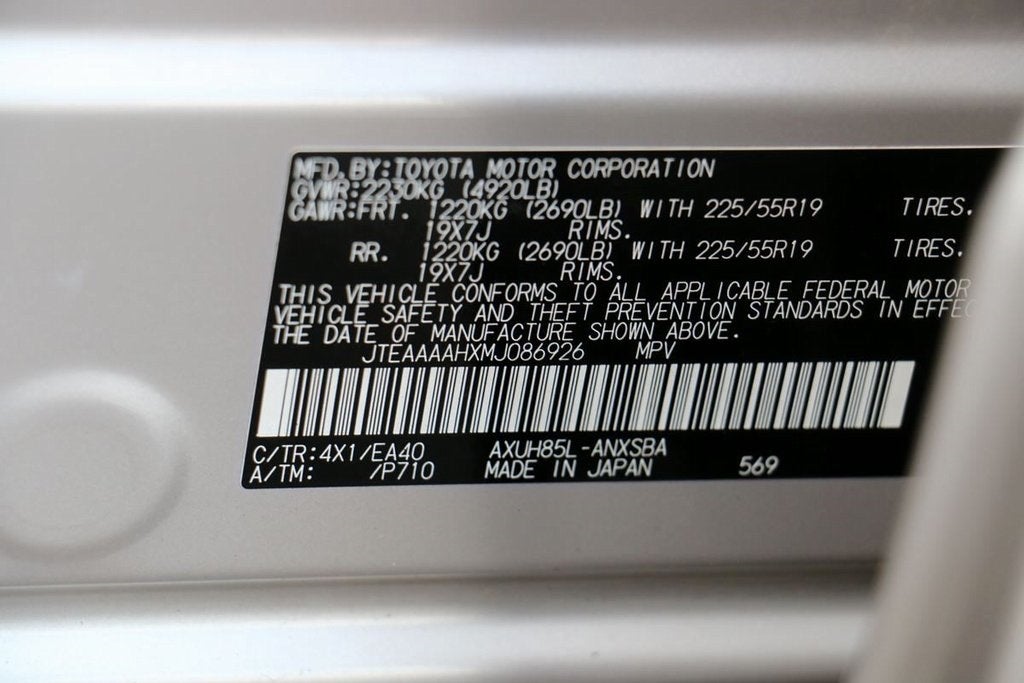 MFD.BY:TOYOTA MOTOR CORPORATION
GVWR:2230KG (4920LB)
GAWR:FRT. 1220KG (2690LB) WITH 225/55R19 TIRES.
19X7J RIMS.
RR. 1220KG (2690LB) WITH 225/55R19 TIRES.
19X7J RIMS.
THIS VEHICLE CONFORMS TO ALL APPLICABLE FEDERAL MOTOR
VEHICLE SAFETY AND THEFT PREVENTION STANDARDS IN EFFEC
THE DATE OF MANUFACTURE SHOWN ABOVE.
JTEAAAAHXMJ086926 MPV
C/TR:4X1/EA40 AXUH85L-ANXSBA
A/TM: /P710 MADE IN JAPAN 569